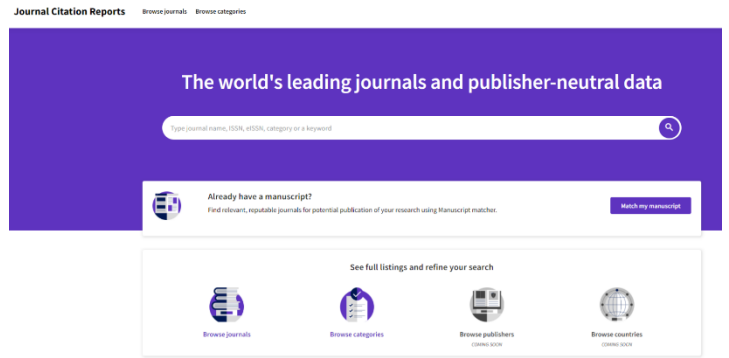 Journal Citation Reports Browse journals Browse categories
The world's leading journals and publisher-neutral data
Type journal name, ISSN, eISSN, category or a keyword
Already have a manuscript?
Find relevant, reputable journals for potential publication of your research using Manuscript matcher.
Match my manuscript
See full listings and refine your search
Browse journals Browse categories Browse publishers Browse countries
COMING SOON COMING SOON